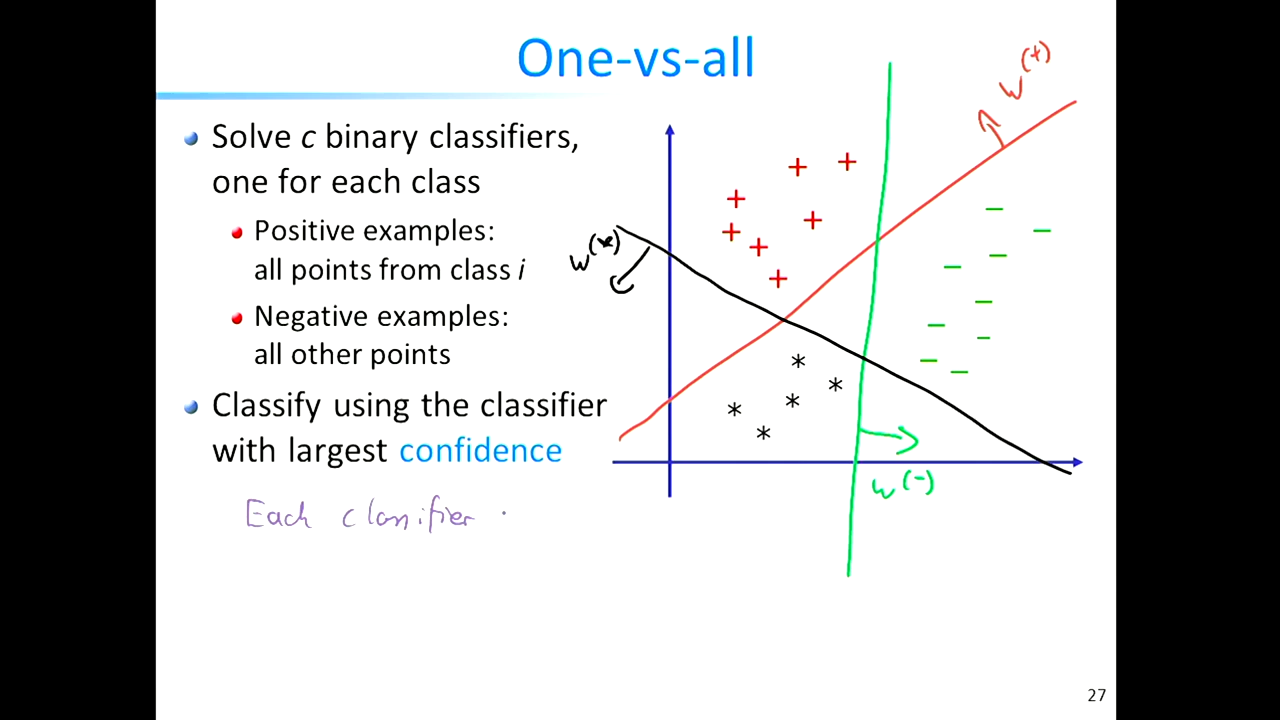 One-vs-all
Solve c binary classifiers,
one for each class
Positive examples:
all points from class i
Negative examples:
all other points
Classify using the classifier
with largest confidence
Each classifier
w(+)
w(*)
w(-)
27